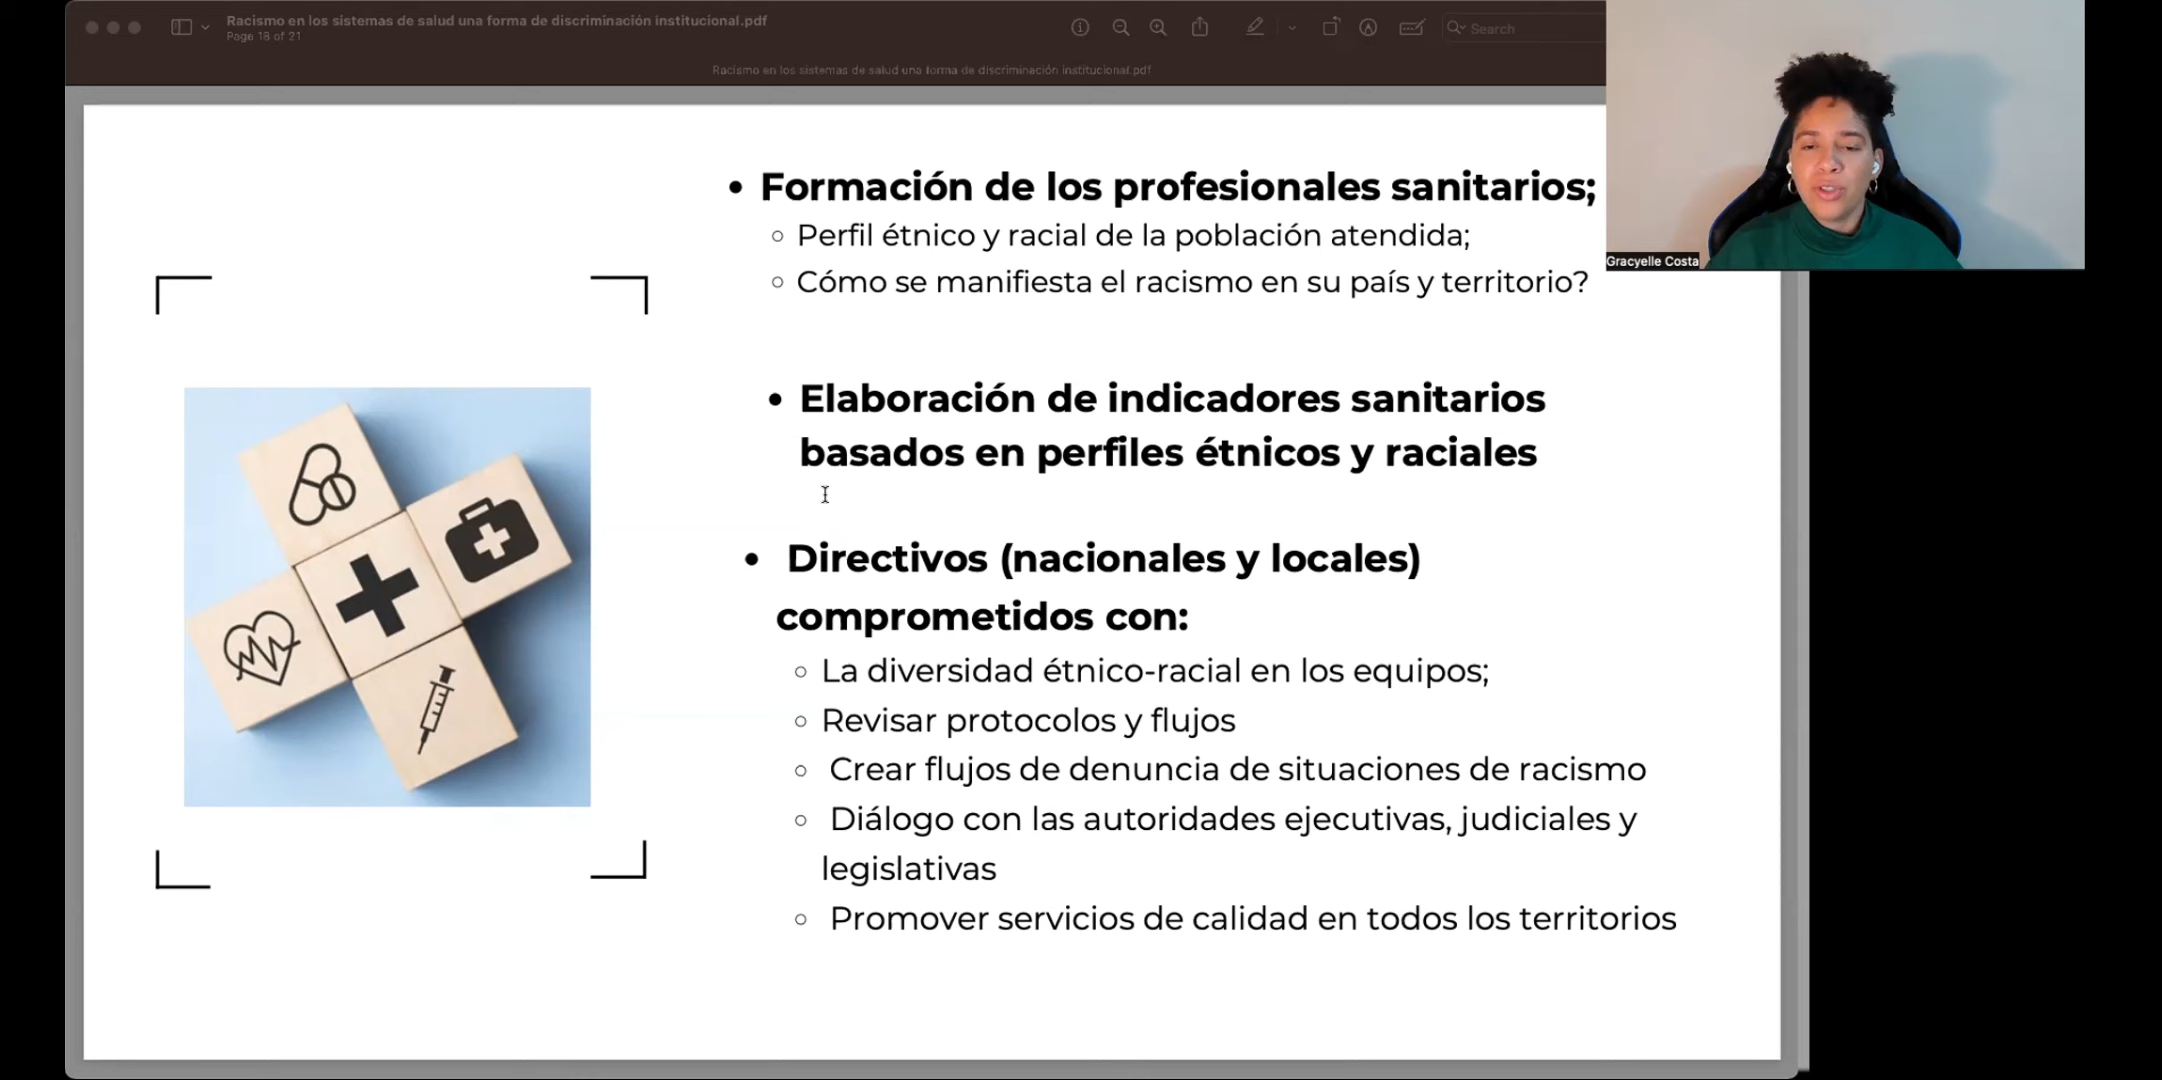 Racismo en los sistemas de salud una forma de discriminación institucional.pdf
Page 18 of 21
Search
Racismo en los sistemas de salud una forma de discriminación institucional.pdf
Gracyelle Costa
• Formación de los profesionales sanitarios;
○ Perfil étnico y racial de la población atendida;
○ Cómo se manifiesta el racismo en su país y territorio?
• Elaboración de indicadores sanitarios
basados en perfiles étnicos y raciales
• Directivos (nacionales y locales)
comprometidos con:
○ La diversidad étnico-racial en los equipos;
○ Revisar protocolos y flujos
○ Crear flujos de denuncia de situaciones de racismo
○ Diálogo con las autoridades ejecutivas, judiciales y
legislativas
○ Promover servicios de calidad en todos los territorios